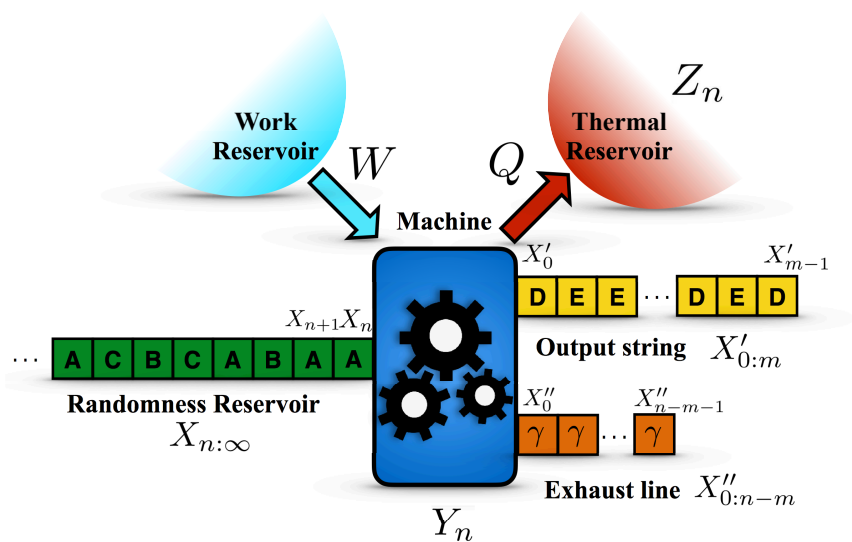 Work
Reservoir
W
Q
Thermal
Reservoir
Z_n
Machine
X'_0
X'_{m-1}
D E E ... D E D
Output string X'_{0:m}
X_{n+1} X_n
... A C B C A B A A
Randomness Reservoir
X_{n:∞}
X''_0
X''_{n-m-1}
γ γ ... γ
Exhaust line X''_{0:n-m}
Y_n